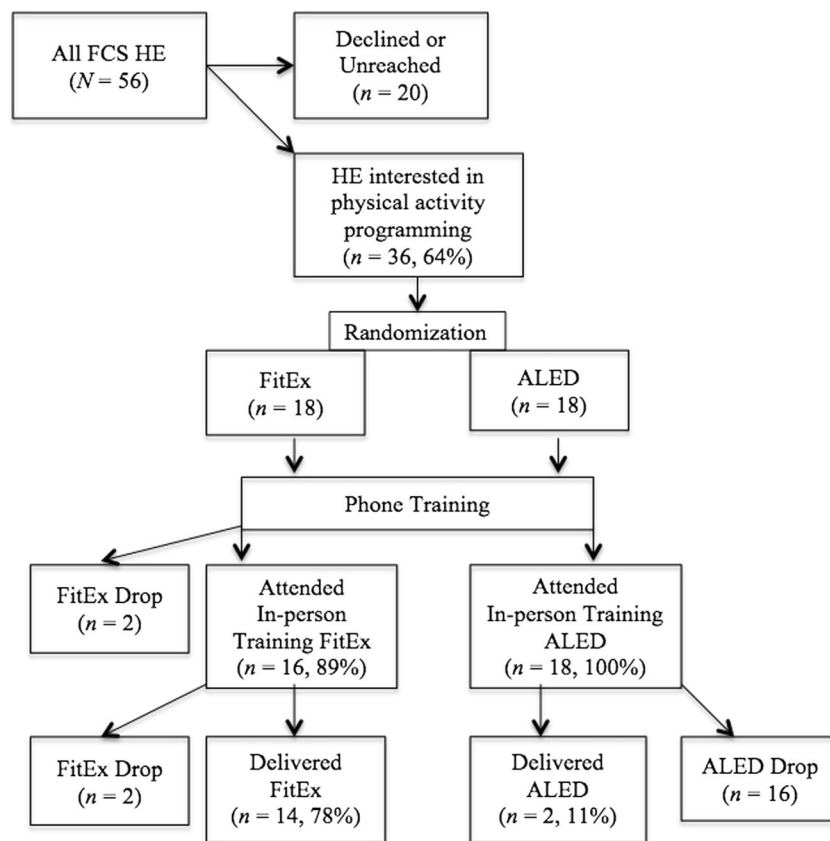 All FCS HE
(N = 56)
Declined or
Unreached
(n = 20)
HE interested in
physical activity
programming
(n = 36, 64%)
Randomization
FitEx
(n = 18)
ALED
(n = 18)
Phone Training
FitEx Drop
(n = 2)
Attended
In-person
Training FitEx
(n = 16, 89%)
Attended
In-person Training
ALED
(n = 18, 100%)
FitEx Drop
(n = 2)
Delivered
FitEx
(n = 14, 78%)
Delivered
ALED
(n = 2, 11%)
ALED Drop
(n = 16)